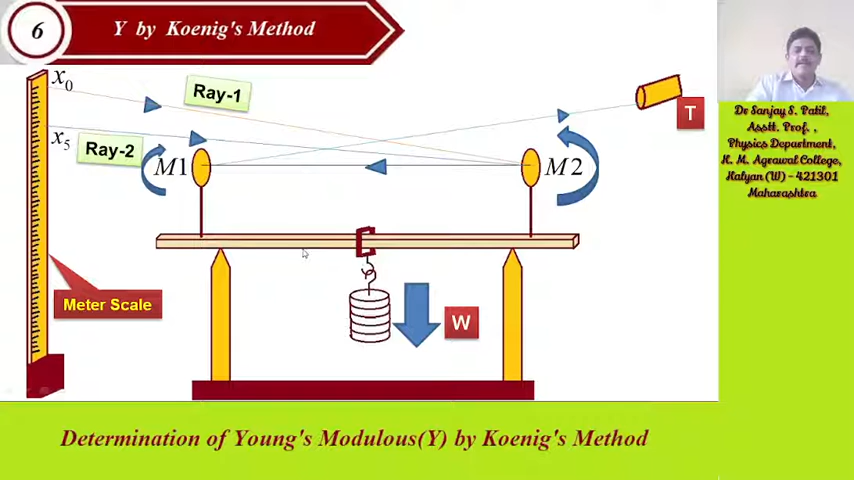 6
Y by Koenig's Method
x0
Ray-1
x5
Ray-2
M1
M2
T
Meter Scale
W
Dr Sanjay S. Patil,
Asstt. Prof. ,
Physics Department,
K. M. Agrawal College,
Kalyan (W) - 421301
Maharashtra
Determination of Young's Modulous(Y) by Koenig's Method